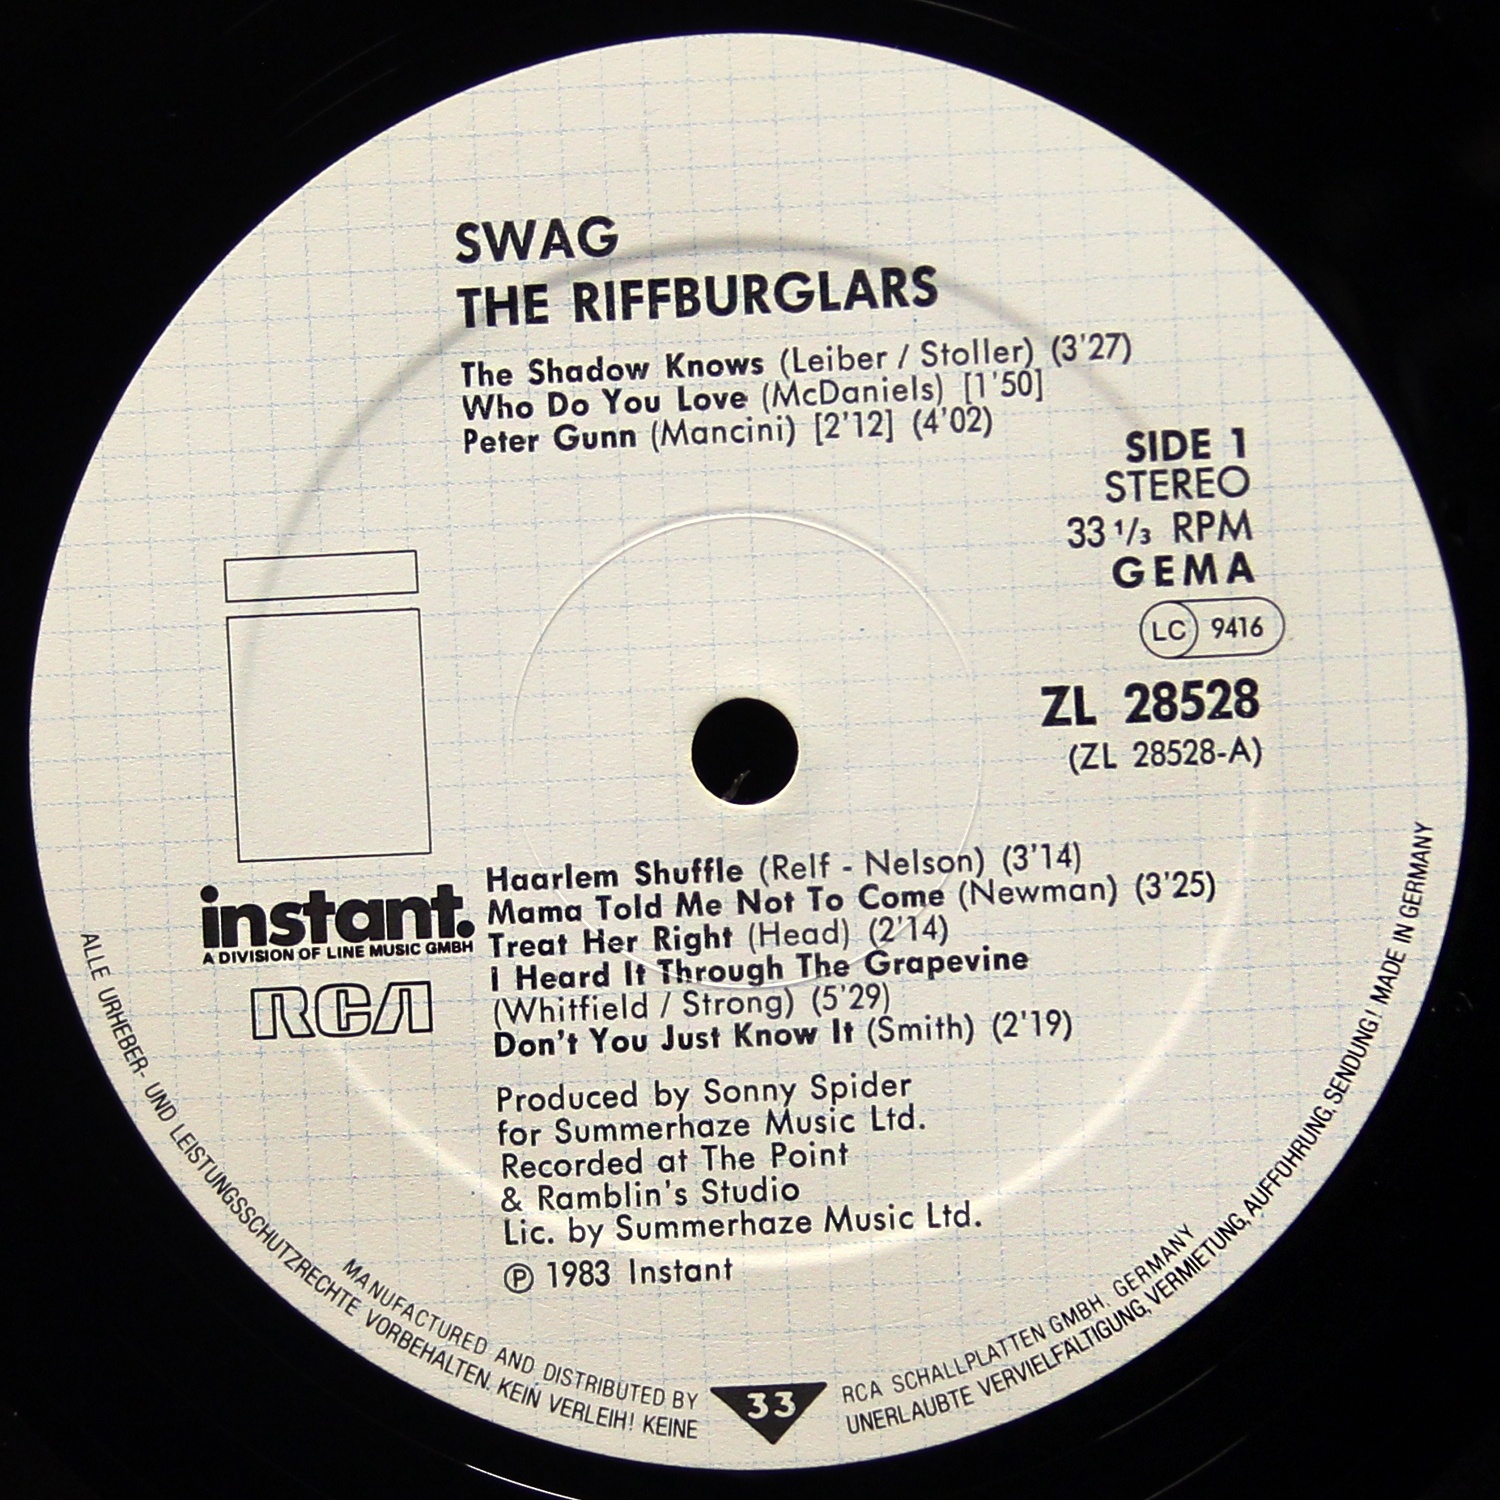 SWAG
THE RIFFBURGLARS
The Shadow Knows (Leiber / Stoller) (3'27)
Who Do You Love (McDaniels) [1'50]
Peter Gunn (Mancini) [2'12] (4'02)
SIDE 1
STEREO
33 1/3 RPM
GEMA
LC 9416
ZL 28528
(ZL 28528-A)
instant.
A DIVISION OF LINE MUSIC GMBH
RCA
Haarlem Shuffle (Relf - Nelson) (3'14)
Mama Told Me Not To Come (Newman) (3'25)
Treat Her Right (Head) (2'14)
I Heard It Through The Grapevine
(Whitfield / Strong) (5'29)
Don't You Just Know It (Smith) (2'19)
Produced by Sonny Spider
for Summerhaze Music Ltd.
Recorded at The Point
& Ramblin's Studio
Lic. by Summerhaze Music Ltd.
℗ 1983 Instant
MANUFACTURED AND DISTRIBUTED BY RCA SCHALLPLATTEN GMBH. GERMANY
ALLE URHEBER- UND LEISTUNGSSCHUTZRECHTE VORBEHALTEN. KEIN VERLEIH! KEINE UNERLAUBTE VERVIELFÄLTIGUNG, VERMIETUNG, AUFFÜHRUNG, SENDUNG! MADE IN GERMANY
33